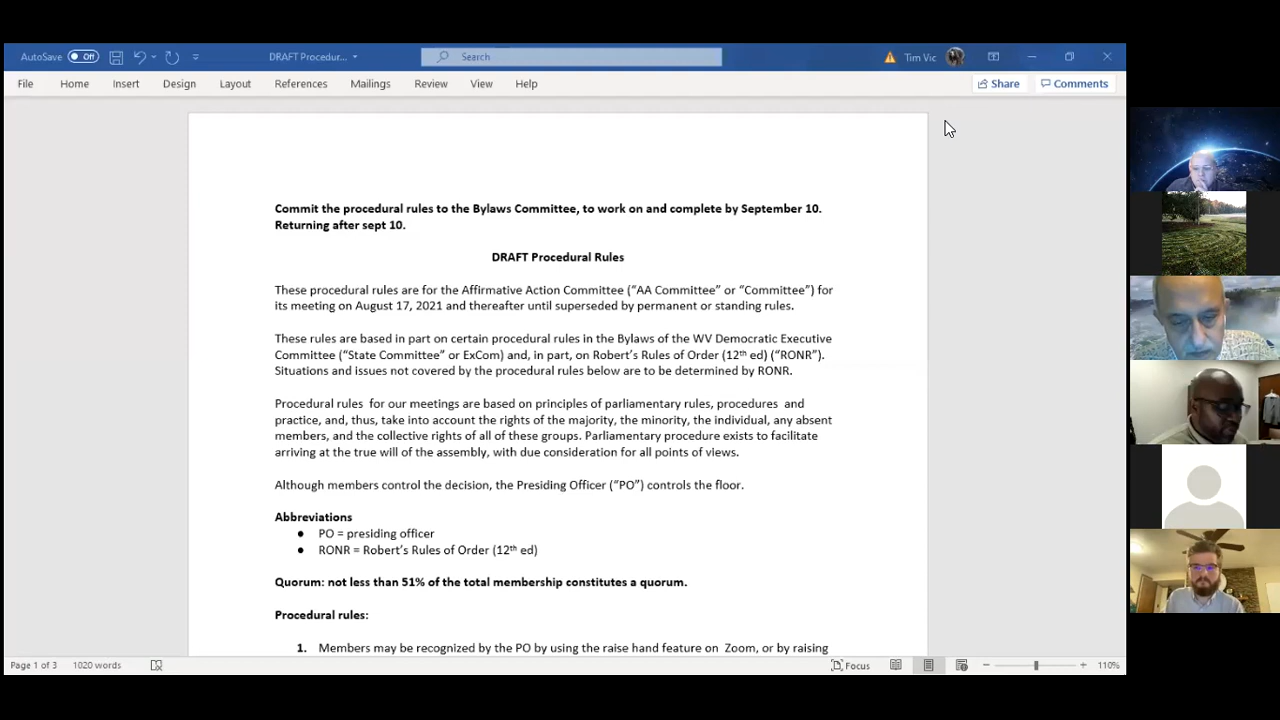 AutoSave Off DRAFT Procedur... Search Tim Vic
File Home Insert Design Layout References Mailings Review View Help Share Comments
Commit the procedural rules to the Bylaws Committee, to work on and complete by September 10.
Returning after sept 10.
DRAFT Procedural Rules
These procedural rules are for the Affirmative Action Committee (“AA Committee” or “Committee”) for
its meeting on August 17, 2021 and thereafter until superseded by permanent or standing rules.
These rules are based in part on certain procedural rules in the Bylaws of the WV Democratic Executive
Committee (“State Committee” or ExCom) and, in part, on Robert’s Rules of Order (12th ed) (“RONR”).
Situations and issues not covered by the procedural rules below are to be determined by RONR.
Procedural rules for our meetings are based on principles of parliamentary rules, procedures and
practice, and, thus, take into account the rights of the majority, the minority, the individual, any absent
members, and the collective rights of all of these groups. Parliamentary procedure exists to facilitate
arriving at the true will of the assembly, with due consideration for all points of views.
Although members control the decision, the Presiding Officer (“PO”) controls the floor.
Abbreviations
● PO = presiding officer
● RONR = Robert’s Rules of Order (12th ed)
Quorum: not less than 51% of the total membership constitutes a quorum.
Procedural rules:
1. Members may be recognized by the PO by using the raise hand feature on Zoom, or by raising
Page 1 of 3 1020 words Focus 110%